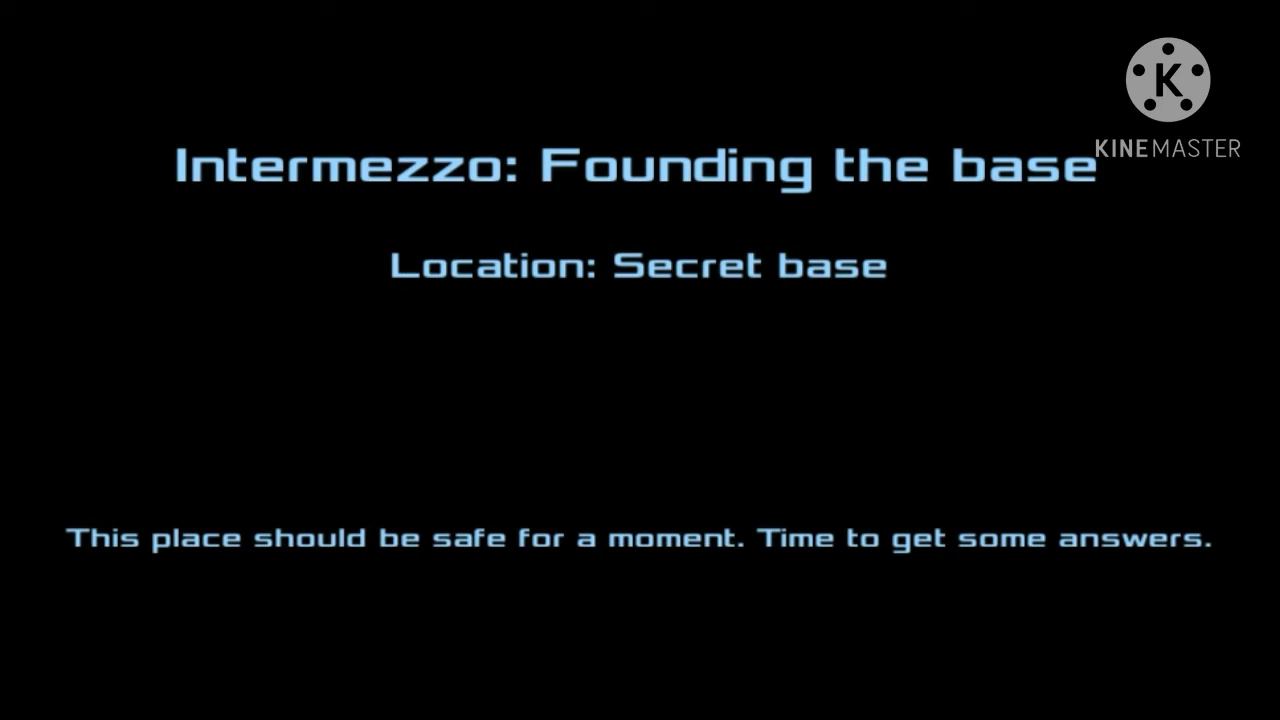 K
KINEMASTER
Intermezzo: Founding the base
Location: Secret base
This place should be safe for a moment. Time to get some answers.